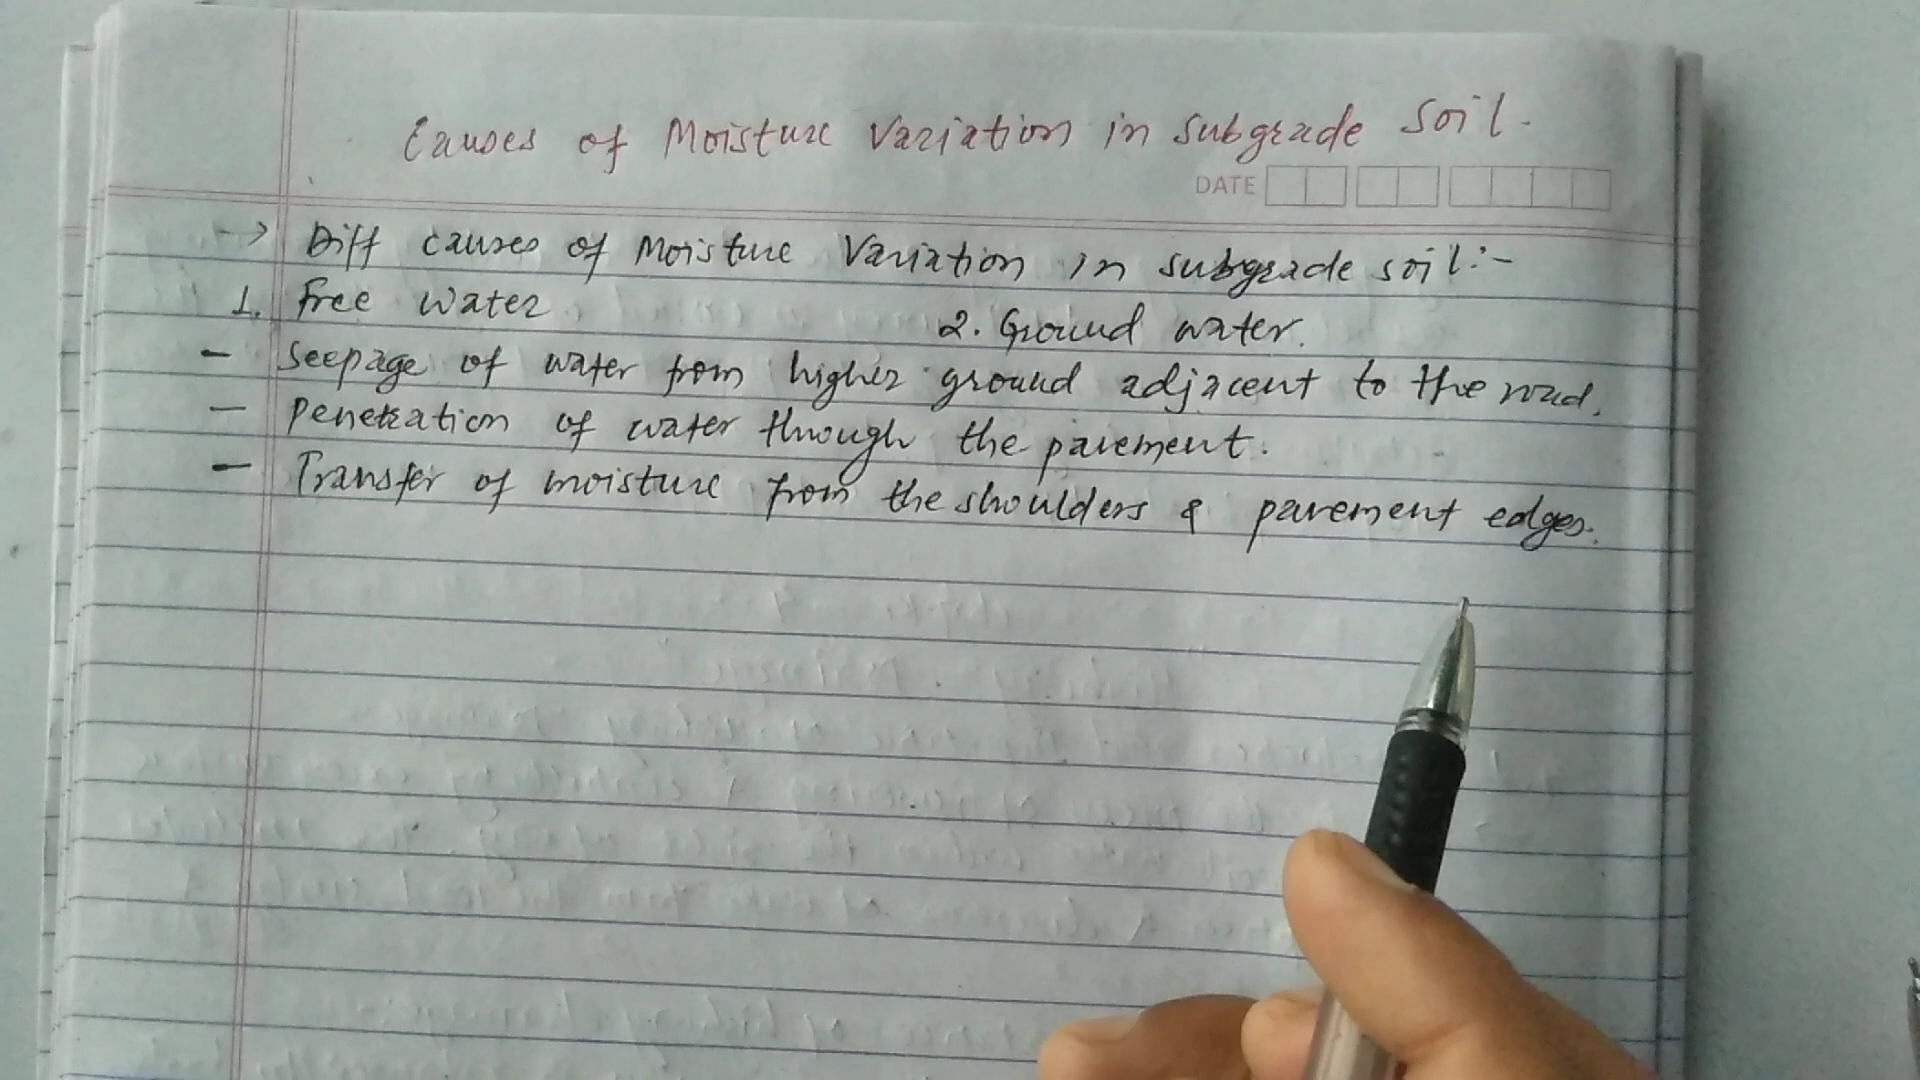 Causes of Moisture Variation in Subgrade Soil.
DATE
→ Diff causes of Moisture Variation in subgrade soil:-
1. Free Water 2. Ground water.
- Seepage of water from higher ground adjacent to the road.
- Penetration of water through the pavement.
- Transfer of moisture from the shoulders & pavement edges.